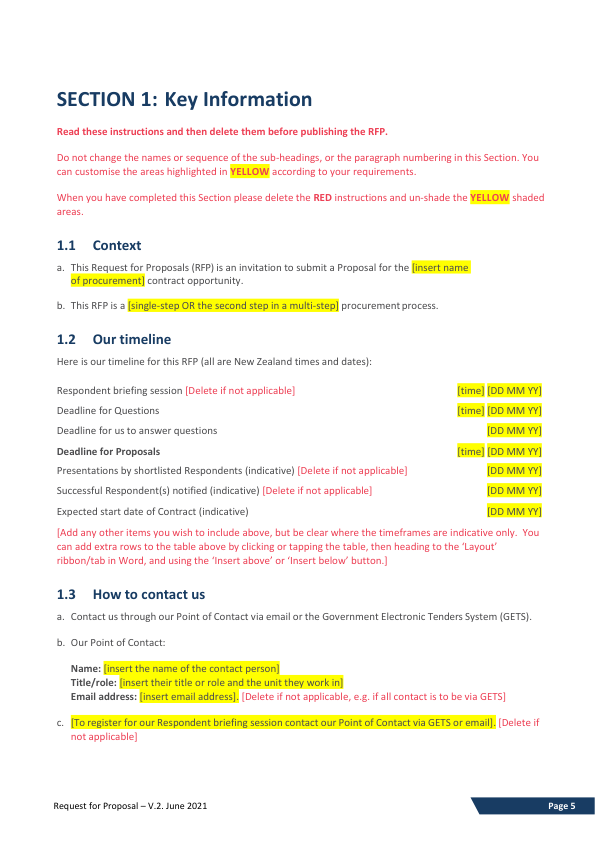 SECTION 1: Key Information
Read these instructions and then delete them before publishing the RFP.
Do not change the names or sequence of the sub-headings, or the paragraph numbering in this Section. You
can customise the areas highlighted in YELLOW according to your requirements.
When you have completed this Section please delete the RED instructions and un-shade the YELLOW shaded
areas.
1.1 Context
a. This Request for Proposals (RFP) is an invitation to submit a Proposal for the [insert name
of procurement] contract opportunity.
b. This RFP is a [single-step OR the second step in a multi-step] procurement process.
1.2 Our timeline
Here is our timeline for this RFP (all are New Zealand times and dates):
Respondent briefing session [Delete if not applicable] [time] [DD MM YY]
Deadline for Questions [time] [DD MM YY]
Deadline for us to answer questions [DD MM YY]
Deadline for Proposals [time] [DD MM YY]
Presentations by shortlisted Respondents (indicative) [Delete if not applicable] [DD MM YY]
Successful Respondent(s) notified (indicative) [Delete if not applicable] [DD MM YY]
Expected start date of Contract (indicative) [DD MM YY]
[Add any other items you wish to include above, but be clear where the timeframes are indicative only. You
can add extra rows to the table above by clicking or tapping the table, then heading to the ‘Layout’
ribbon/tab in Word, and using the ‘Insert above’ or ‘Insert below’ button.]
1.3 How to contact us
a. Contact us through our Point of Contact via email or the Government Electronic Tenders System (GETS).
b. Our Point of Contact:
Name: [insert the name of the contact person]
Title/role: [insert their title or role and the unit they work in]
Email address: [insert email address]. [Delete if not applicable, e.g. if all contact is to be via GETS]
c. [To register for our Respondent briefing session contact our Point of Contact via GETS or email]. [Delete if
not applicable]
Request for Proposal – V.2. June 2021 Page 5